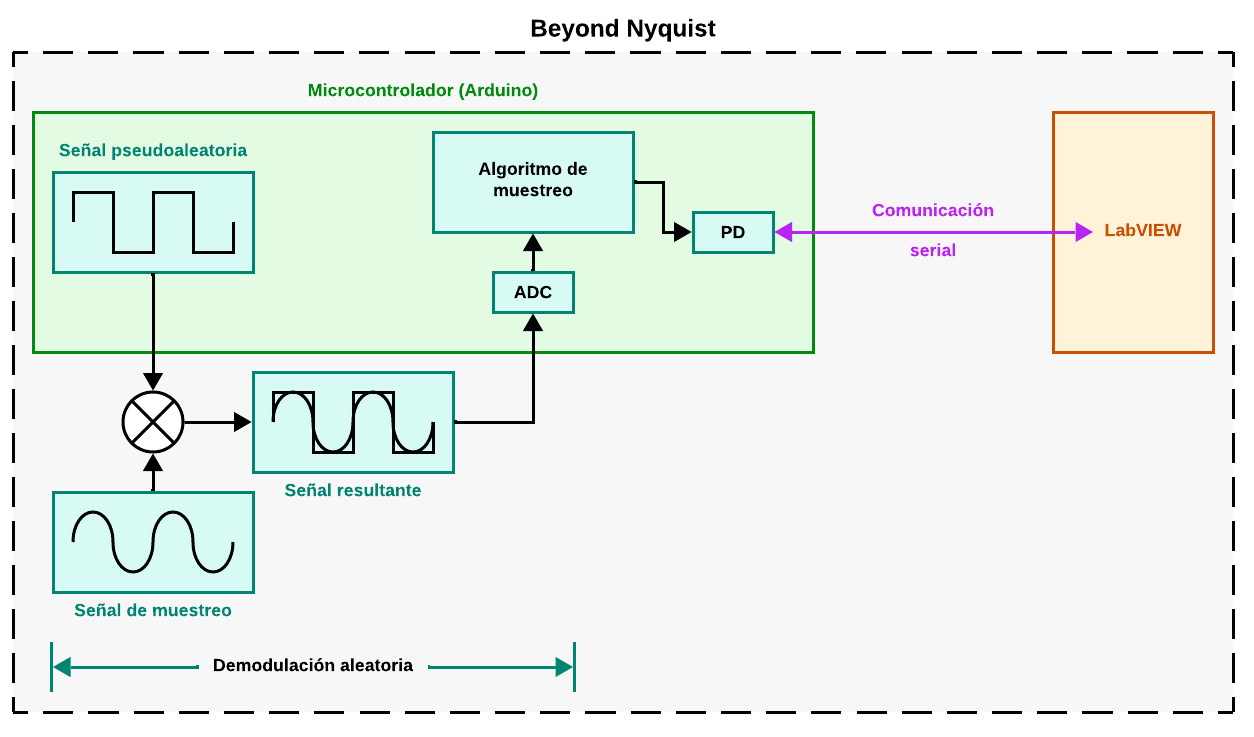 Beyond Nyquist
Microcontrolador (Arduino)
Señal pseudoaleatoria
Algoritmo de
muestreo
PD
ADC
Comunicación
serial
LabVIEW
Señal resultante
Señal de muestreo
Demodulación aleatoria